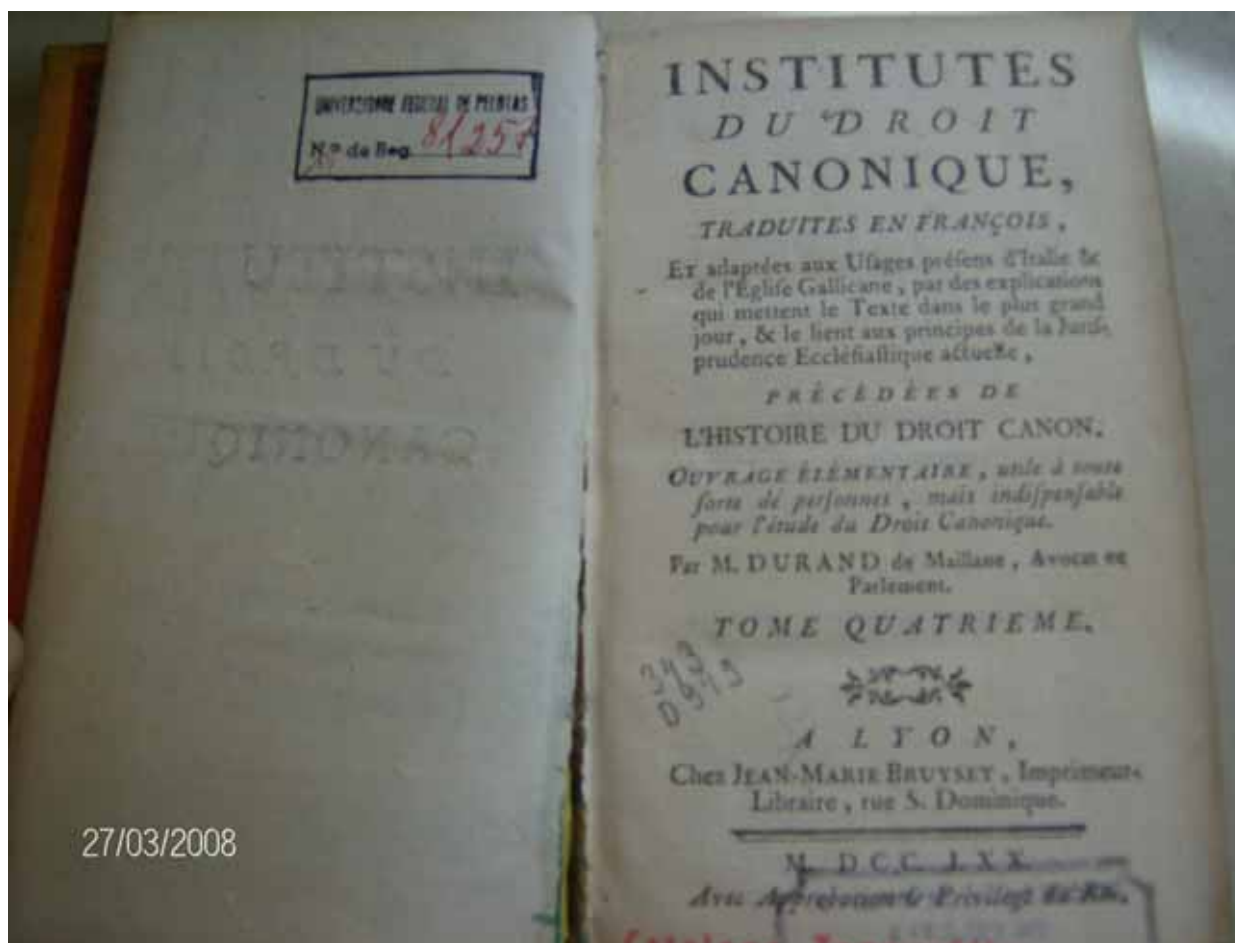 UNIVERSIDADE FEDERAL DE PELOTAS
N.º de Reg. 81257
INSTITUTES
DU DROIT
CANONIQUE,
TRADUITES EN FRANÇOIS,
ET adaptées aux Uſages préſens d'Italie &
de l'Égliſe Gallicane, par des explications
qui mettent le Texte dans le plus grand
jour, & le lient aux principes de la Juriſ-
prudence Eccléſiaſtique actuelle,
PRÉCÉDÉES DE
L'HISTOIRE DU DROIT CANON.
OUVRAGE ÉLÉMENTAIRE, utile à toute
ſorte de perſonnes, mais indiſpenſable
pour l'étude du Droit Canonique.
Par M. DURAND de Maillane, Avocat en
Parlement.
TOME QUATRIEME.
343
D 949
A LYON,
Chez JEAN-MARIE BRUYSET, Imprimeur-
Libraire, rue S. Dominique.
M. DCC. LXX.
Avec Approbation & Privilege du Roi.
27/03/2008